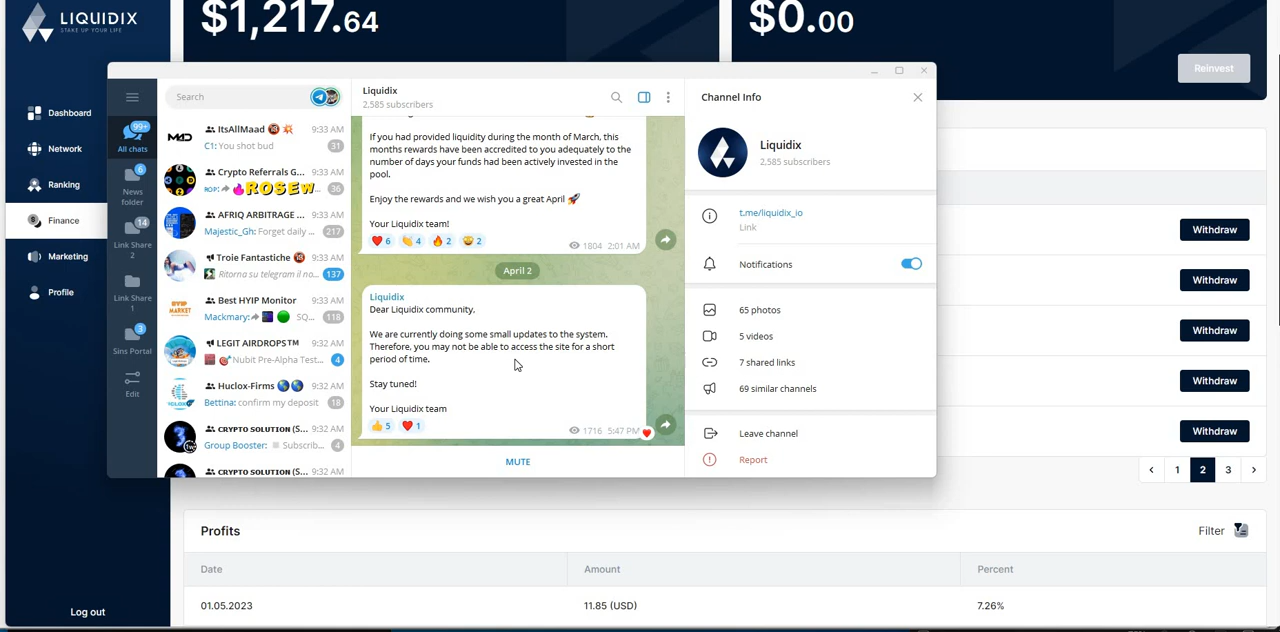 LIQUIDIX
STAKE UP YOUR LIFE
$1,217.64
$0.00
Reinvest
Dashboard
Network
Ranking
Finance
Marketing
Profile
Log out
99+
All chats
6
News
folder
14
Link Share
2
Link Share
1
3
Sins Portal
Edit
Search
ItsAllMaad 9:33 AM
C1: You shot bud 31
Crypto Referrals G... 9:33 AM
ROP: ROSEW... 36
AFRIQ ARBITRAGE ... 9:33 AM
Majestic_Gh: Forget daily ... 217
Troie Fantastiche 9:33 AM
Ritorna su telegram il no... 137
Best HYIP Monitor 9:33 AM
Mackmary: SQ... 118
LEGIT AIRDROPS™ 9:33 AM
Nubit Pre-Alpha Test... 4
Huclox-Firms 9:32 AM
Bettina: confirm my deposit 18
CRYPTO SOLUTION (S... 9:32 AM
Group Booster: Subscrib... 4
CRYPTO SOLUTION (S... 9:32 AM
Liquidix
2,585 subscribers
If you had provided liquidity during the month of March, this
months rewards have been accredited to you adequately to the
number of days your funds had been actively invested in the
pool.
Enjoy the rewards and we wish you a great April 🚀
Your Liquidix team!
❤️ 6 👏 4 🔥 2 🤩 2
1804 2:01 AM
April 2
Liquidix
Dear Liquidix community,
We are currently doing some small updates to the system.
Therefore, you may not be able to access the site for a short
period of time.
Stay tuned!
Your Liquidix team
👍 5 ❤️ 1
1716 5:47 PM
MUTE
Channel Info
Liquidix
2,585 subscribers
t.me/liquidix_io
Link
Notifications
65 photos
5 videos
7 shared links
69 similar channels
Leave channel
Report
Withdraw
Withdraw
Withdraw
Withdraw
Withdraw
‹ 1 2 3 ›
Profits
Filter
Date Amount Percent
01.05.2023 11.85 (USD) 7.26%